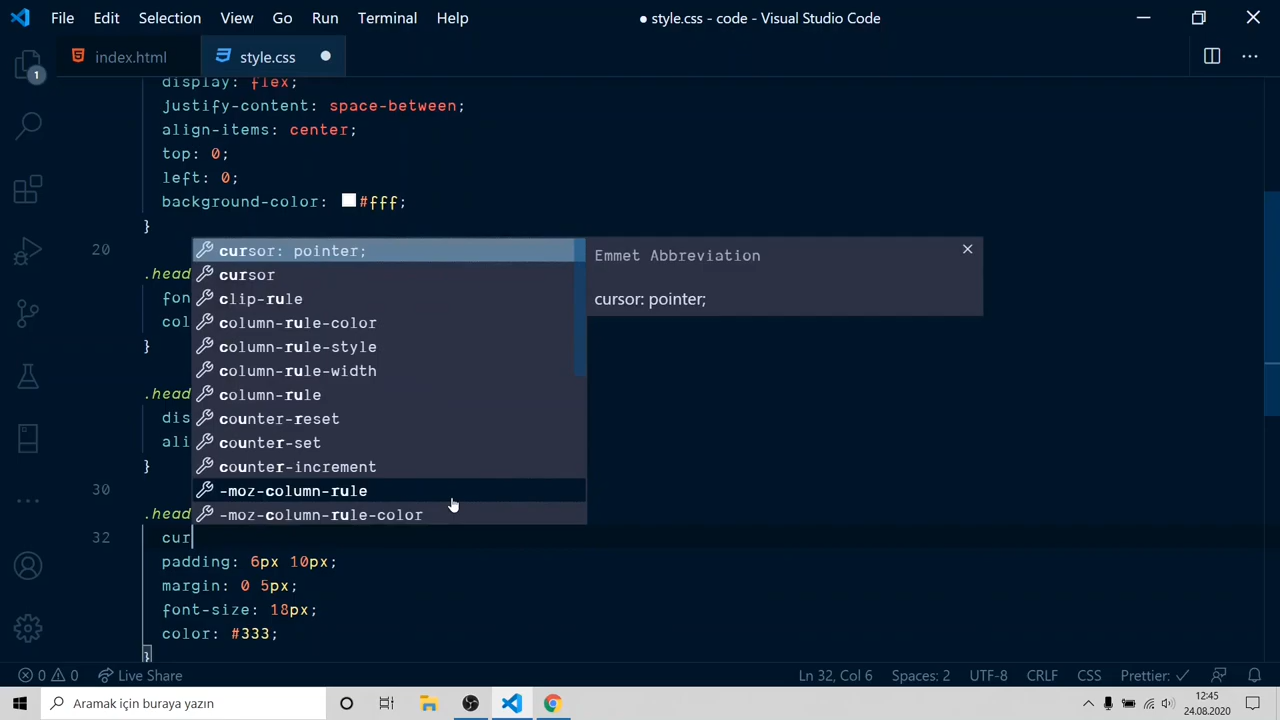 File Edit Selection View Go Run Terminal Help
● style.css - code - Visual Studio Code
1
index.html
style.css
display: flex;
justify-content: space-between;
align-items: center;
top: 0;
left: 0;
background-color: #fff;
}
20
.head
fon
col
}
.head
dis
ali
}
30
.head
32 cur
padding: 6px 10px;
margin: 0 5px;
font-size: 18px;
color: #333;
}
cursor: pointer;
cursor
clip-rule
column-rule-color
column-rule-style
column-rule-width
column-rule
counter-reset
counter-set
counter-increment
-moz-column-rule
-moz-column-rule-color
Emmet Abbreviation
cursor: pointer;
0 0 Live Share
Ln 32, Col 6 Spaces: 2 UTF-8 CRLF CSS Prettier: ✓
Aramak için buraya yazın
12:45
24.08.2020